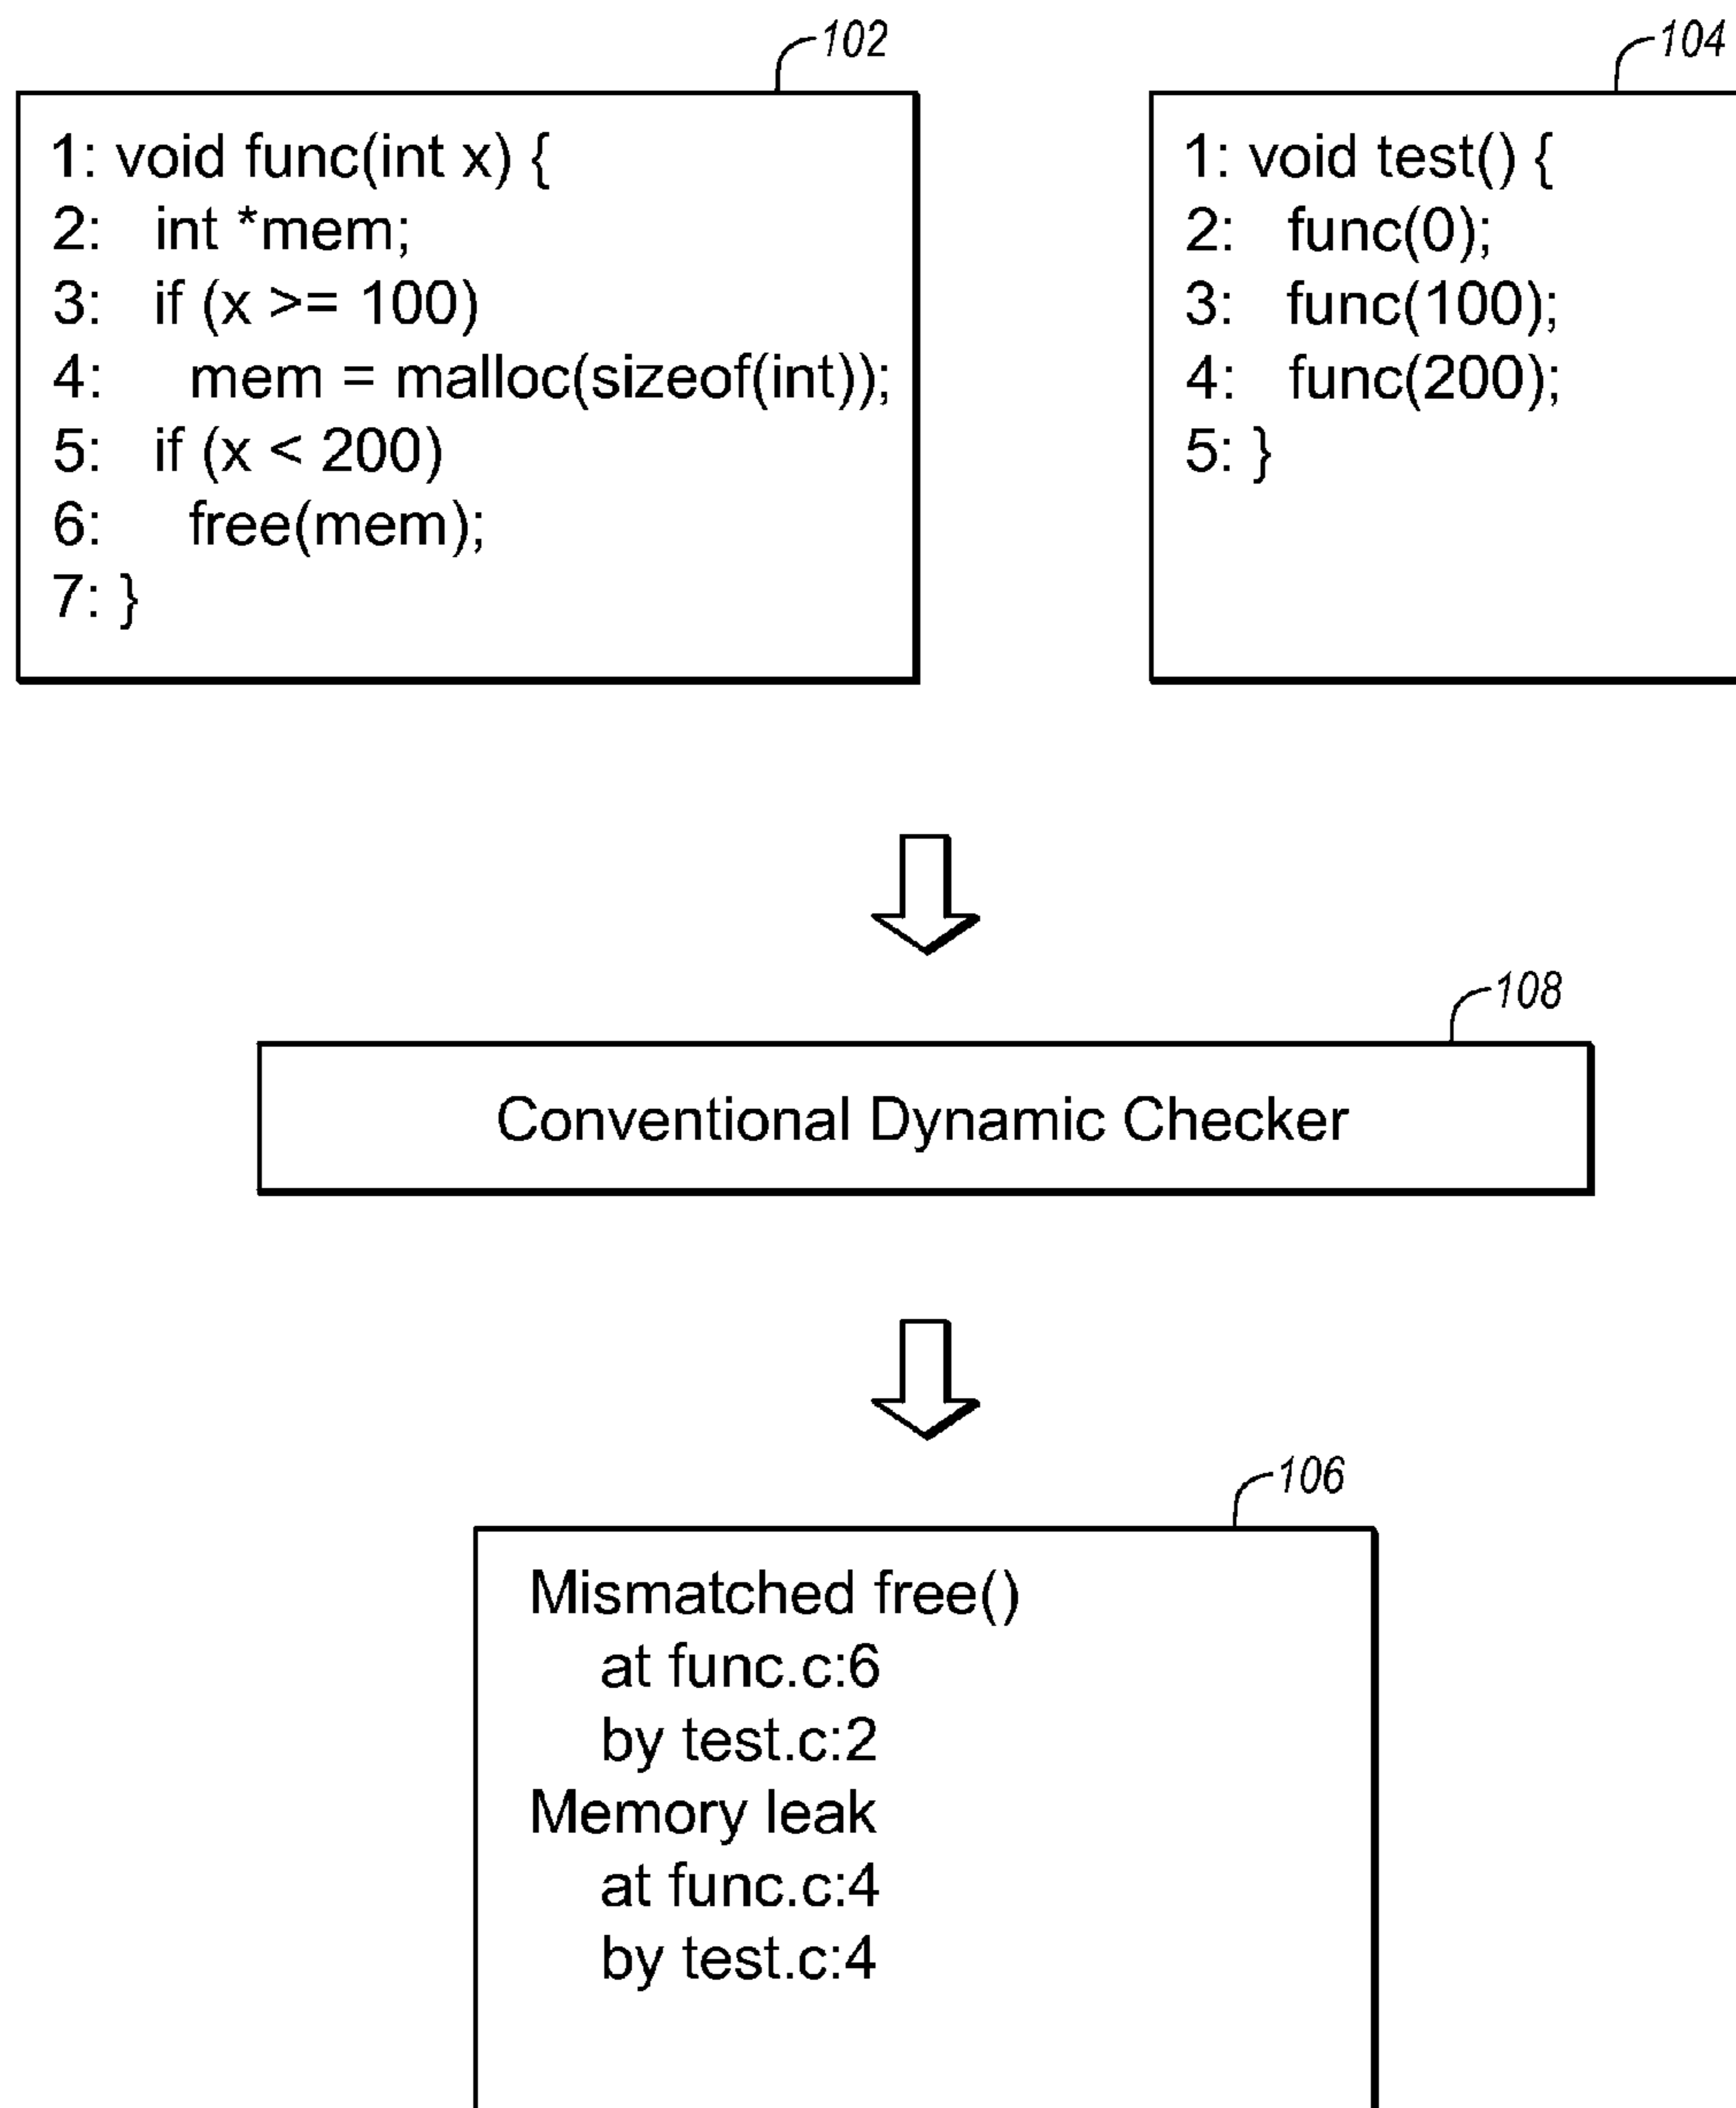 102
1: void func(int x) {
2:   int *mem;
3:   if (x >= 100)
4:     mem = malloc(sizeof(int));
5:   if (x < 200)
6:     free(mem);
7: }
104
1: void test() {
2:   func(0);
3:   func(100);
4:   func(200);
5: }
108
Conventional Dynamic Checker
106
Mismatched free()
at func.c:6
by test.c:2
Memory leak
at func.c:4
by test.c:4